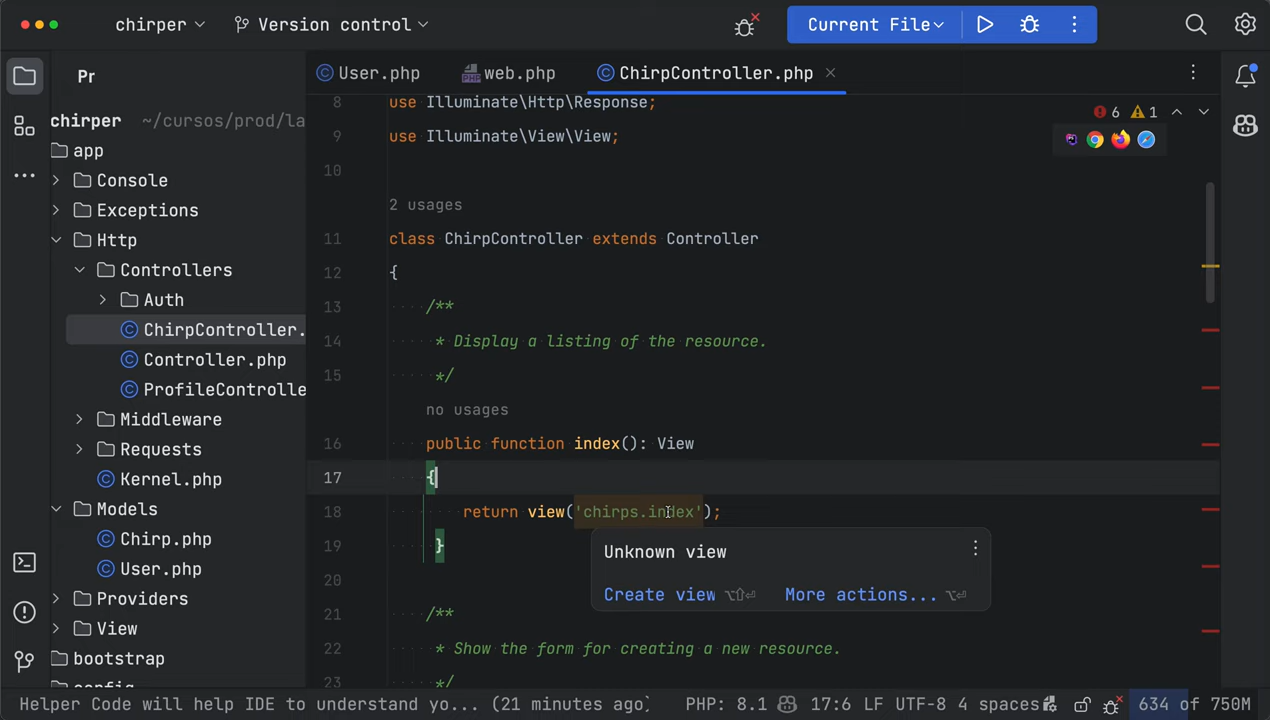 chirper
Version control
Current File
Pr
User.php
web.php
ChirpController.php
chirper ~/cursos/prod/la
app
Console
Exceptions
Http
Controllers
Auth
ChirpController.
Controller.php
ProfileControlle
Middleware
Requests
Kernel.php
Models
Chirp.php
User.php
Providers
View
bootstrap
8 use Illuminate\Http\Response;
6 1
9 use Illuminate\View\View;
10
2 usages
11 class ChirpController extends Controller
12 {
13 /**
14 * Display a listing of the resource.
15 */
no usages
16 public function index(): View
17 {
18 return view('chirps.index');
19 }
20
21 /**
22 * Show the form for creating a new resource.
23 */
Unknown view
Create view ⌥⇧⏎ More actions... ⌥⏎
Helper Code will help IDE to understand yo... (21 minutes ago) PHP: 8.1 17:6 LF UTF-8 4 spaces 634 of 750M